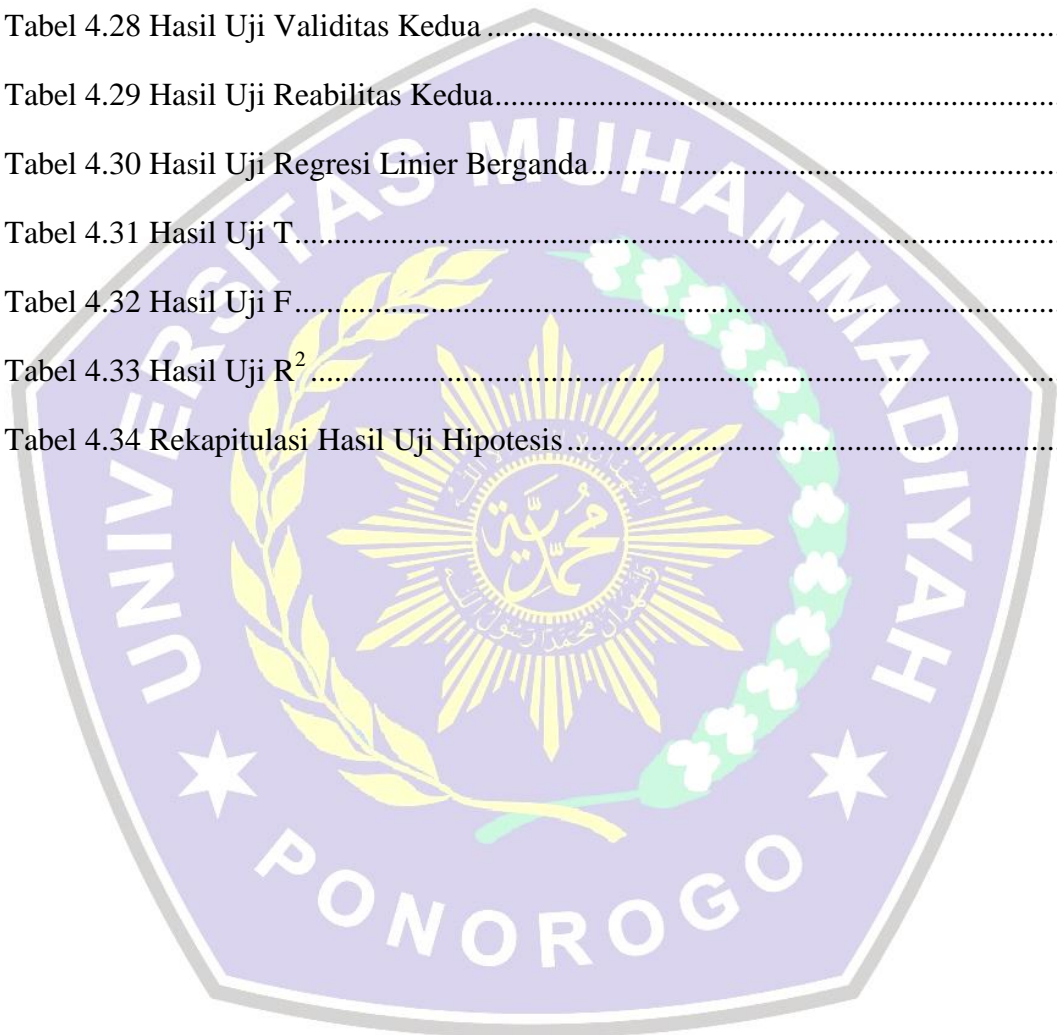 Tabel 4.28 Hasil Uji Validitas Kedua ....................................................................................
Tabel 4.29 Hasil Uji Reabilitas Kedua....................................................................................
Tabel 4.30 Hasil Uji Regresi Linier Berganda.......................................................................
Tabel 4.31 Hasil Uji T..............................................................................................................
Tabel 4.32 Hasil Uji F..............................................................................................................
Tabel 4.33 Hasil Uji R² ............................................................................................................
Tabel 4.34 Rekapitulasi Hasil Uji Hipotesis..........................................................................
UNIVERSITAS MUHAMMADIYAH
PONOROGO
محمدية